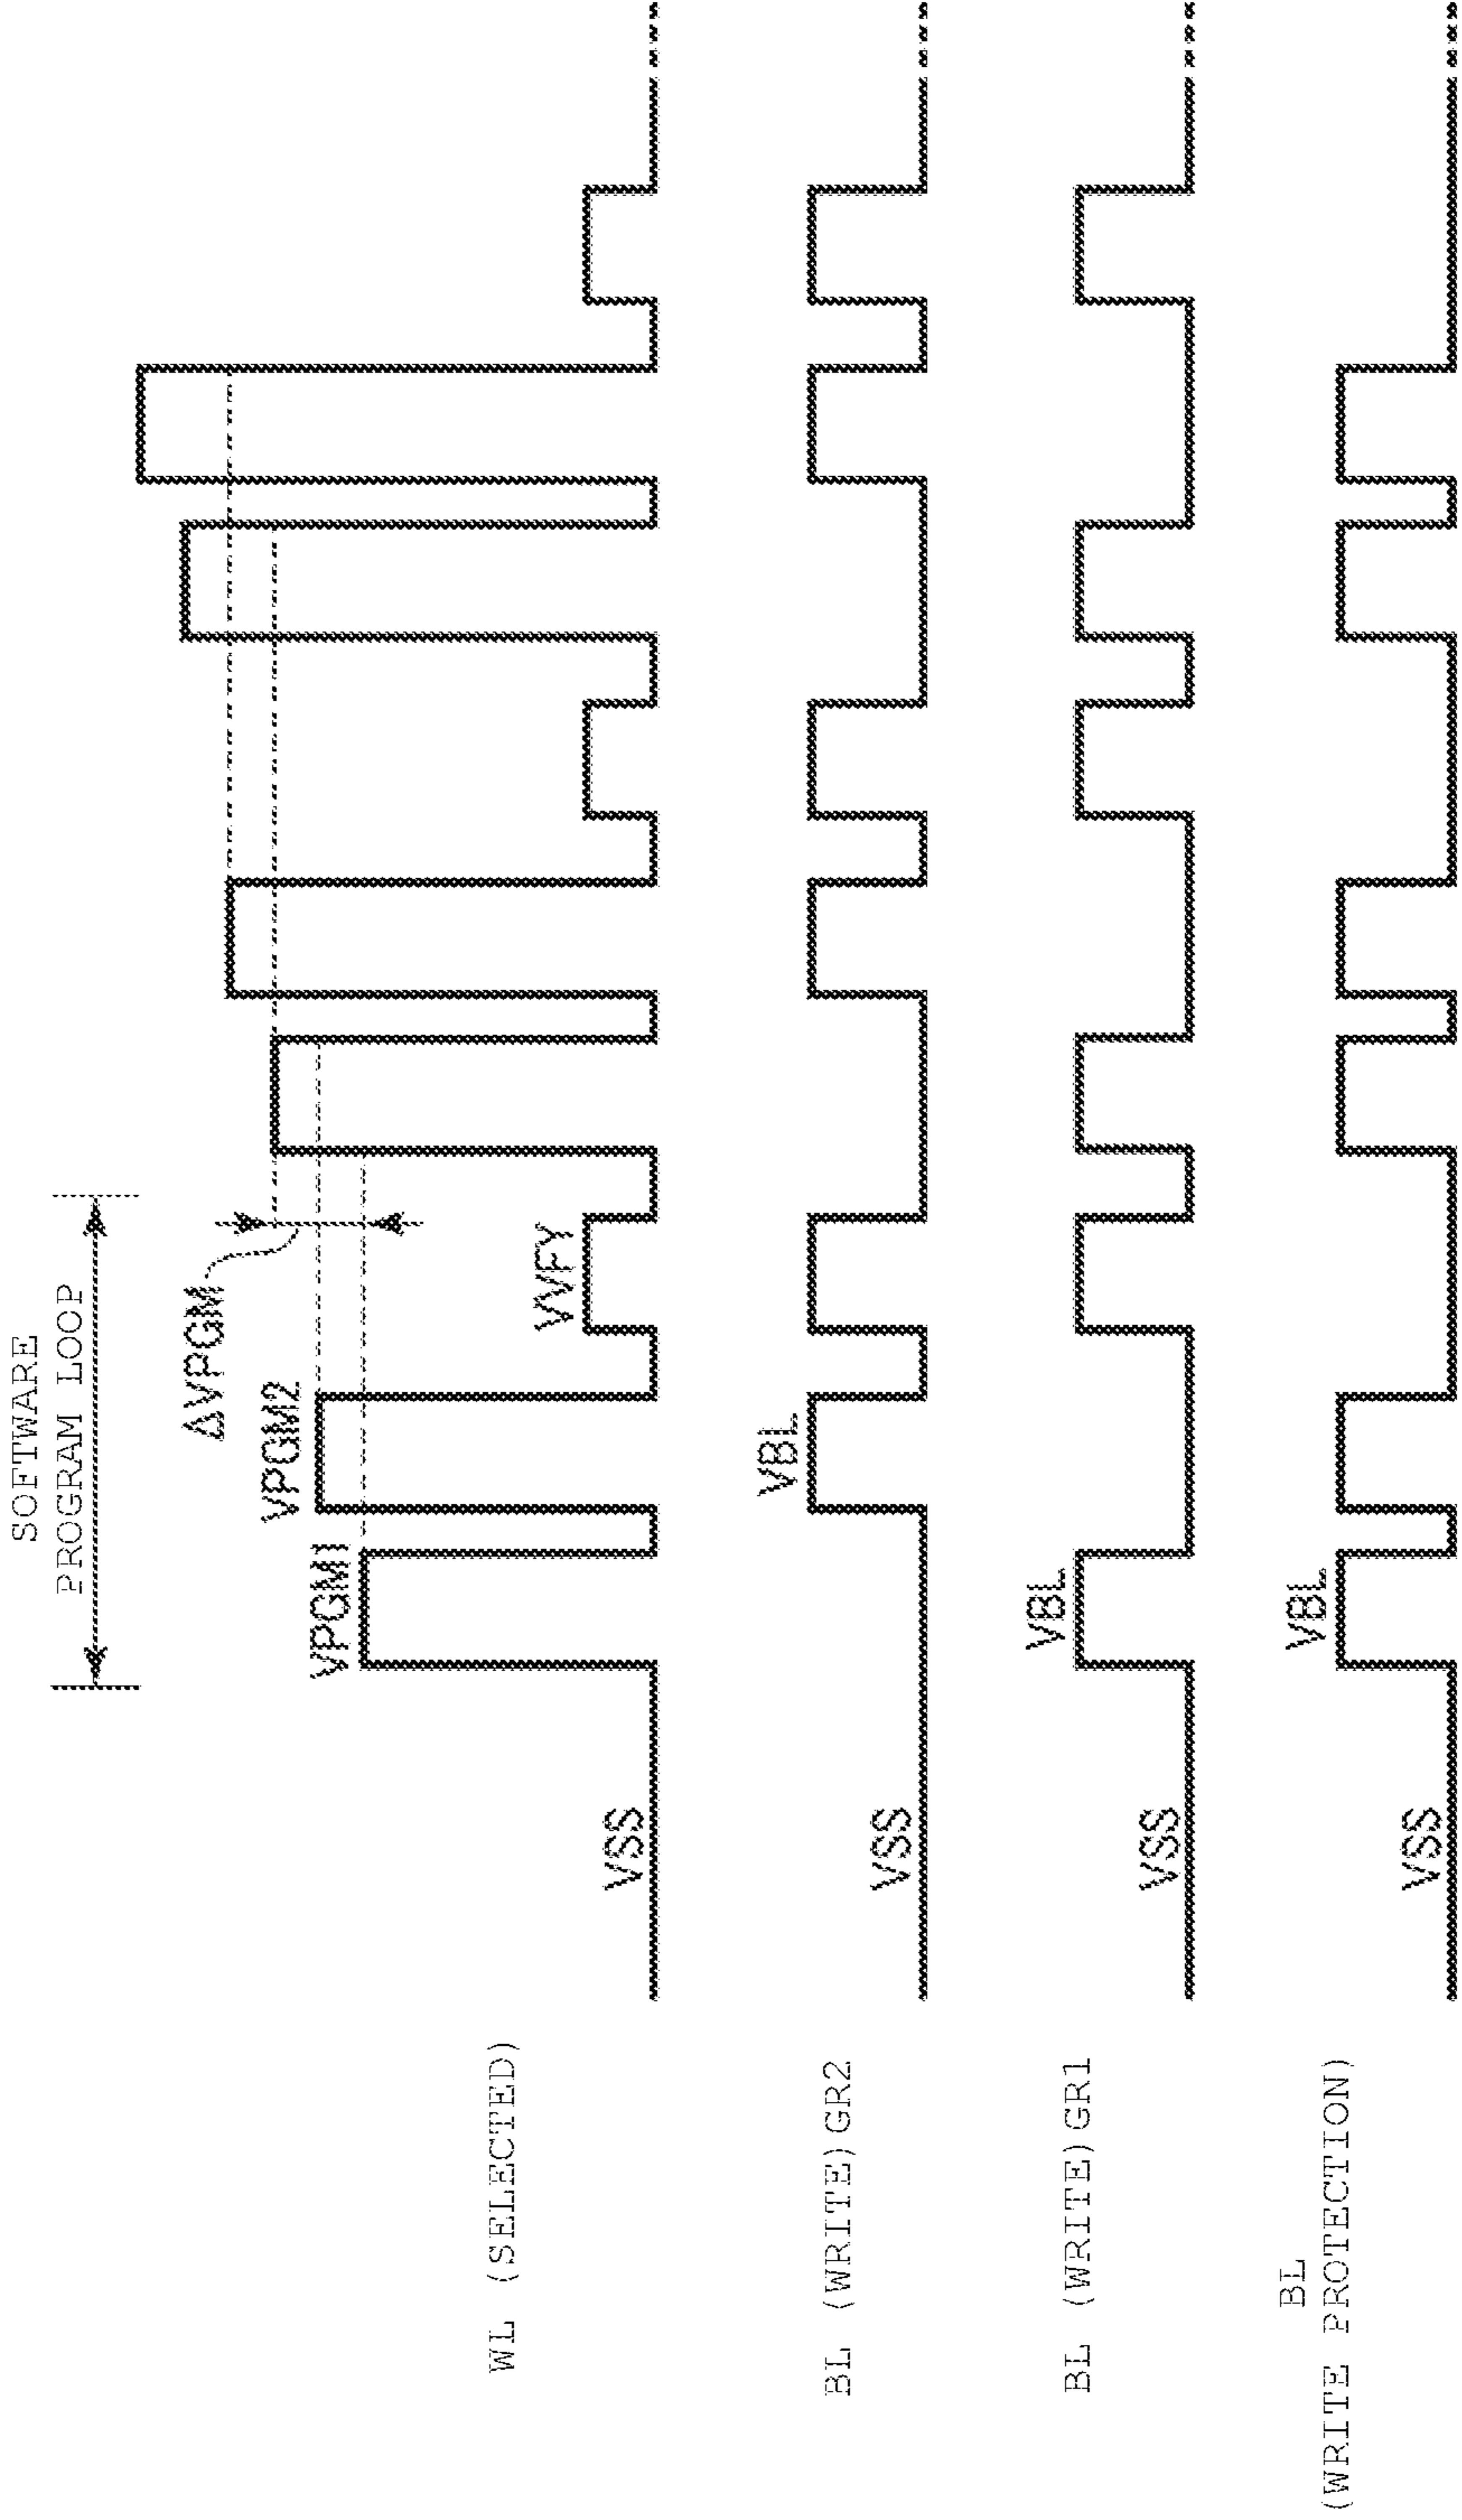 SOFTWARE
PROGRAM LOOP
ΔVPGM
VPGM1
VPGM2
VVFY
WL (SELECTED)
VSS
BL (WRITE)GR2
VSS
VBL
BL (WRITE)GR1
VSS
VBL
BL
(WRITE PROTECTION)
VSS
VBL